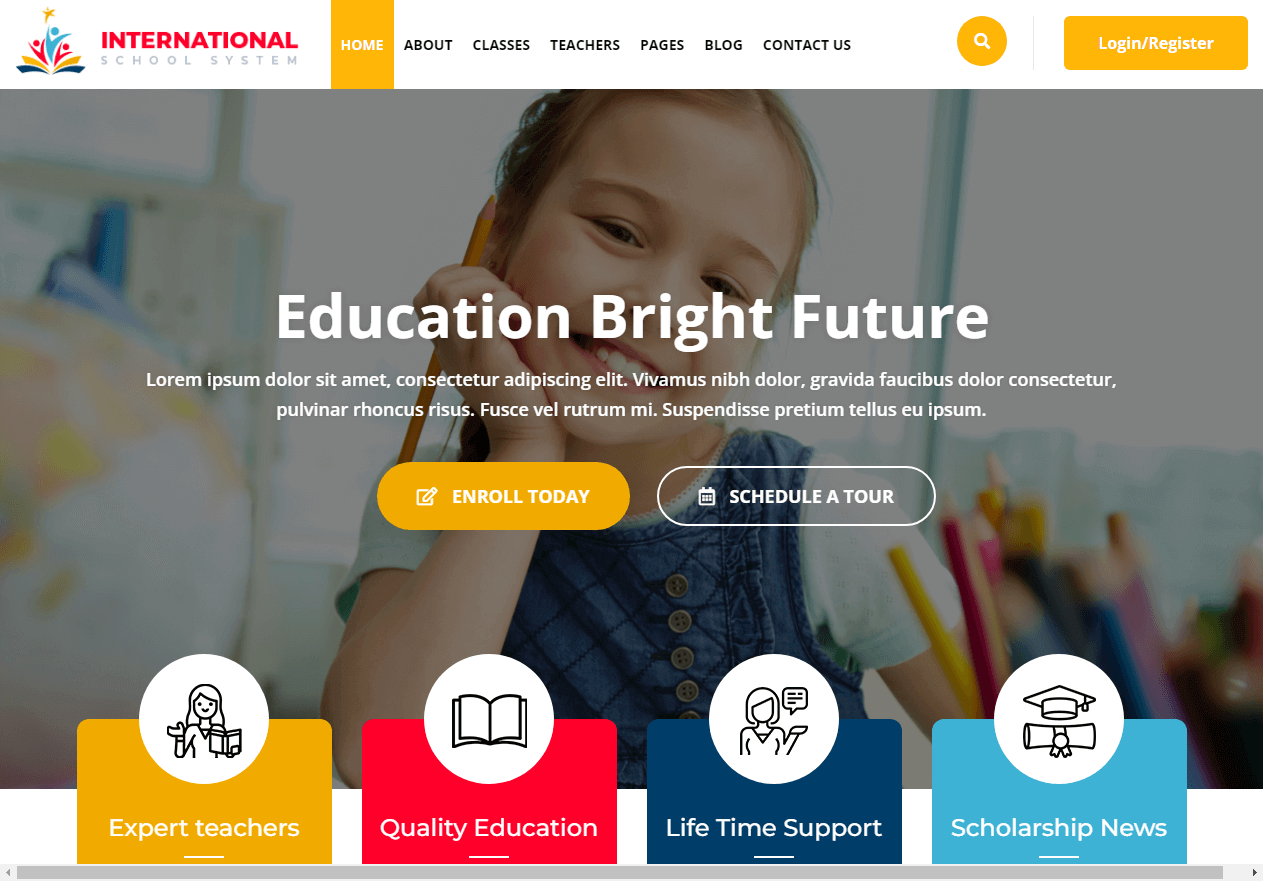 INTERNATIONAL
SCHOOL SYSTEM
HOME ABOUT CLASSES TEACHERS PAGES BLOG CONTACT US
Login/Register
Education Bright Future
Lorem ipsum dolor sit amet, consectetur adipiscing elit. Vivamus nibh dolor, gravida faucibus dolor consectetur,
pulvinar rhoncus risus. Fusce vel rutrum mi. Suspendisse pretium tellus eu ipsum.
ENROLL TODAY
SCHEDULE A TOUR
Expert teachers
Quality Education
Life Time Support
Scholarship News